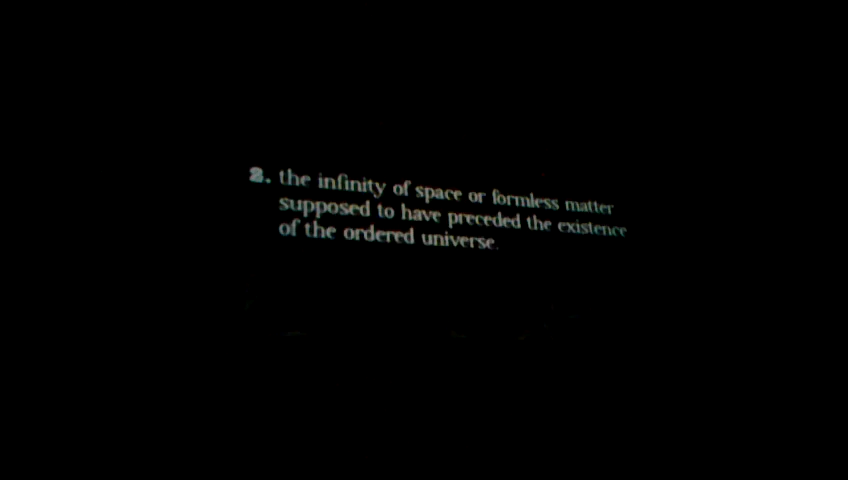 2. the infinity of space or formless matter
supposed to have preceded the existence
of the ordered universe.